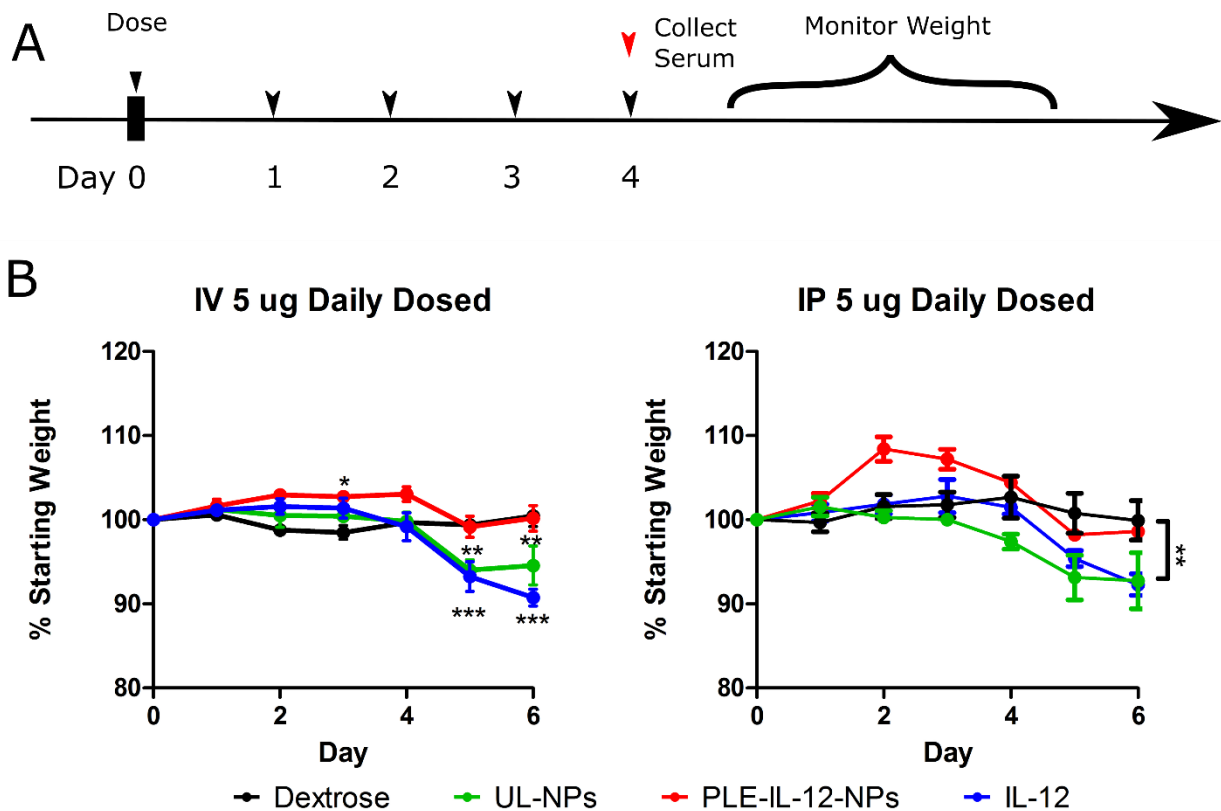 A
Dose
Collect
Serum
Monitor Weight
Day 0 1 2 3 4
B
IV 5 ug Daily Dosed
% Starting Weight
120
110
100
90
80
*
**
**
***
***
0 2 4 6
Day
IP 5 ug Daily Dosed
% Starting Weight
120
110
100
90
80
**
0 2 4 6
Day
Dextrose UL-NPs PLE-IL-12-NPs IL-12